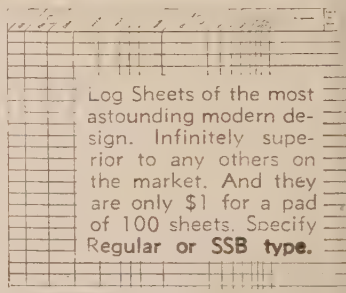 Log Sheets of the most
astounding modern de-
sign. Infinitely supe-
rior to any others on
the market. And they
are only $1 for a pad
of 100 sheets. Specify
Regular or SSB type.